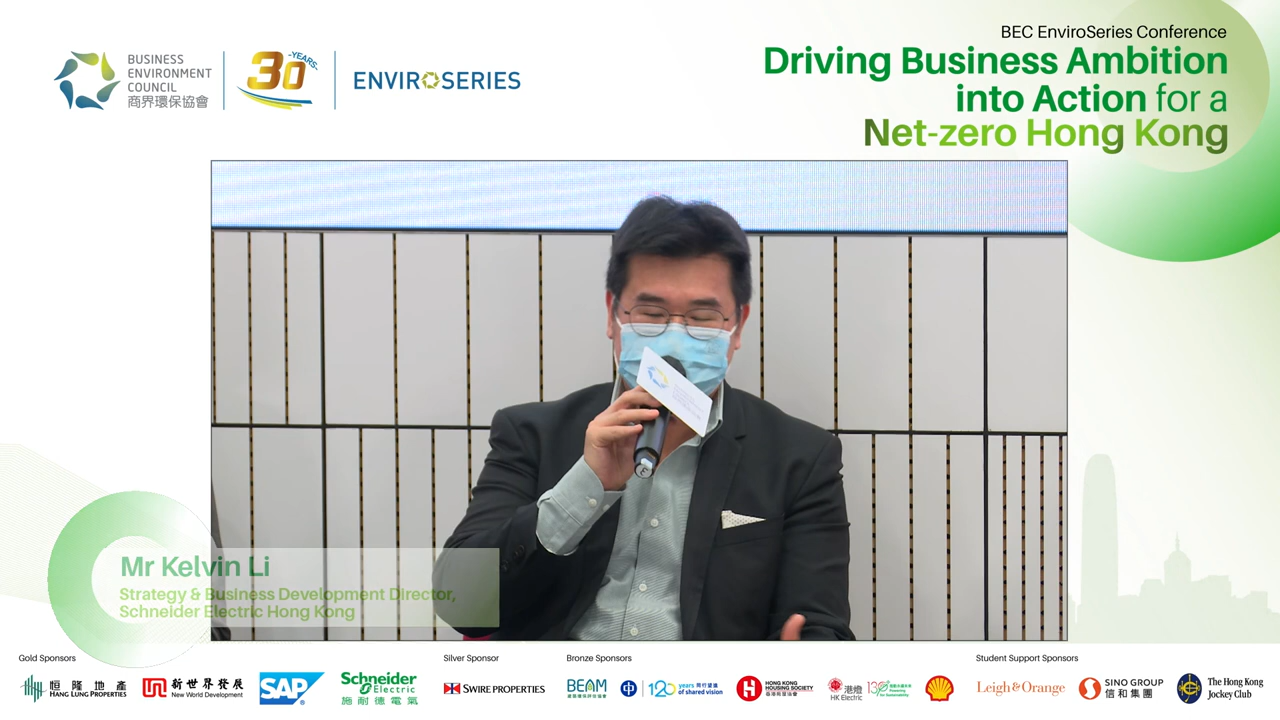 BUSINESS
ENVIRONMENT
COUNCIL
商界環保協會
30
-YEARS-
ENVIROSERIES
BEC EnviroSeries Conference
Driving Business Ambition
into Action for a
Net-zero Hong Kong
Mr Kelvin Li
Strategy & Business Development Director,
Schneider Electric Hong Kong
Gold Sponsors
恒隆地產
HANG LUNG PROPERTIES
新世界發展
New World Development
SAP
Schneider
Electric
施耐德電氣
Silver Sponsor
SWIRE PROPERTIES
Bronze Sponsors
BEAM
120 years 同行望遠
of shared vision
HONG KONG
HOUSING SOCIETY
香港房屋協會
港燈
HK Electric
Student Support Sponsors
Leigh & Orange
SINO GROUP
信和集團
The Hong Kong
Jockey Club